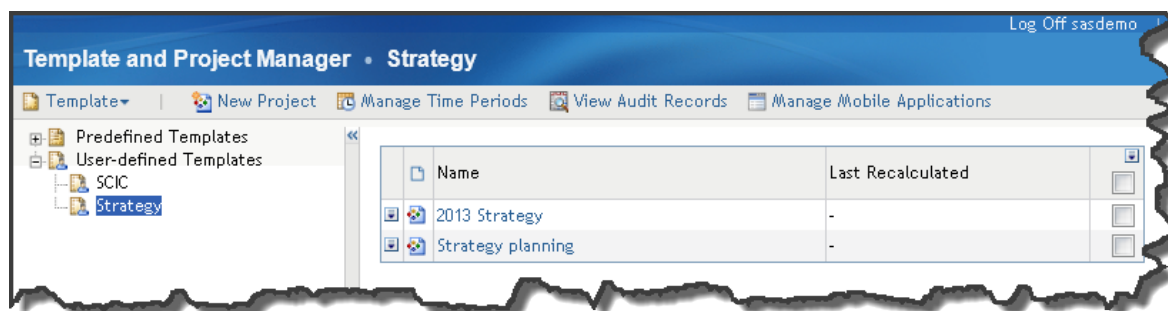 Log Off sasdemo
Template and Project Manager • Strategy
Template New Project Manage Time Periods View Audit Records Manage Mobile Applications
Predefined Templates
User-defined Templates
SCIC
Strategy
Name Last Recalculated
2013 Strategy -
Strategy planning -